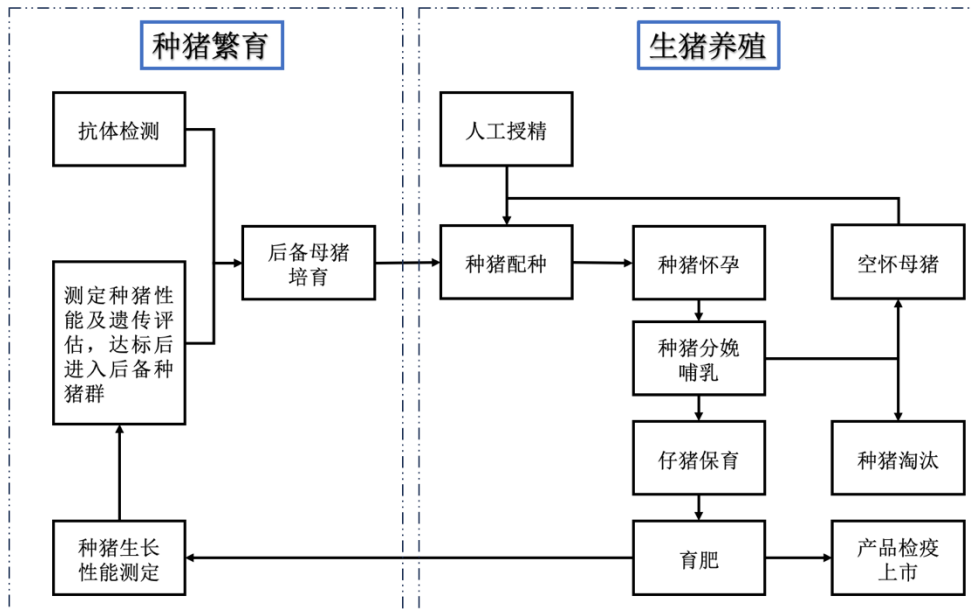 种猪繁育
抗体检测
后备母猪
培育
测定种猪性
能及遗传评
估，达标后
进入后备种
猪群
种猪生长
性能测定
生猪养殖
人工授精
种猪配种
种猪怀孕
空怀母猪
种猪分娩
哺乳
仔猪保育
种猪淘汰
育肥
产品检疫
上市